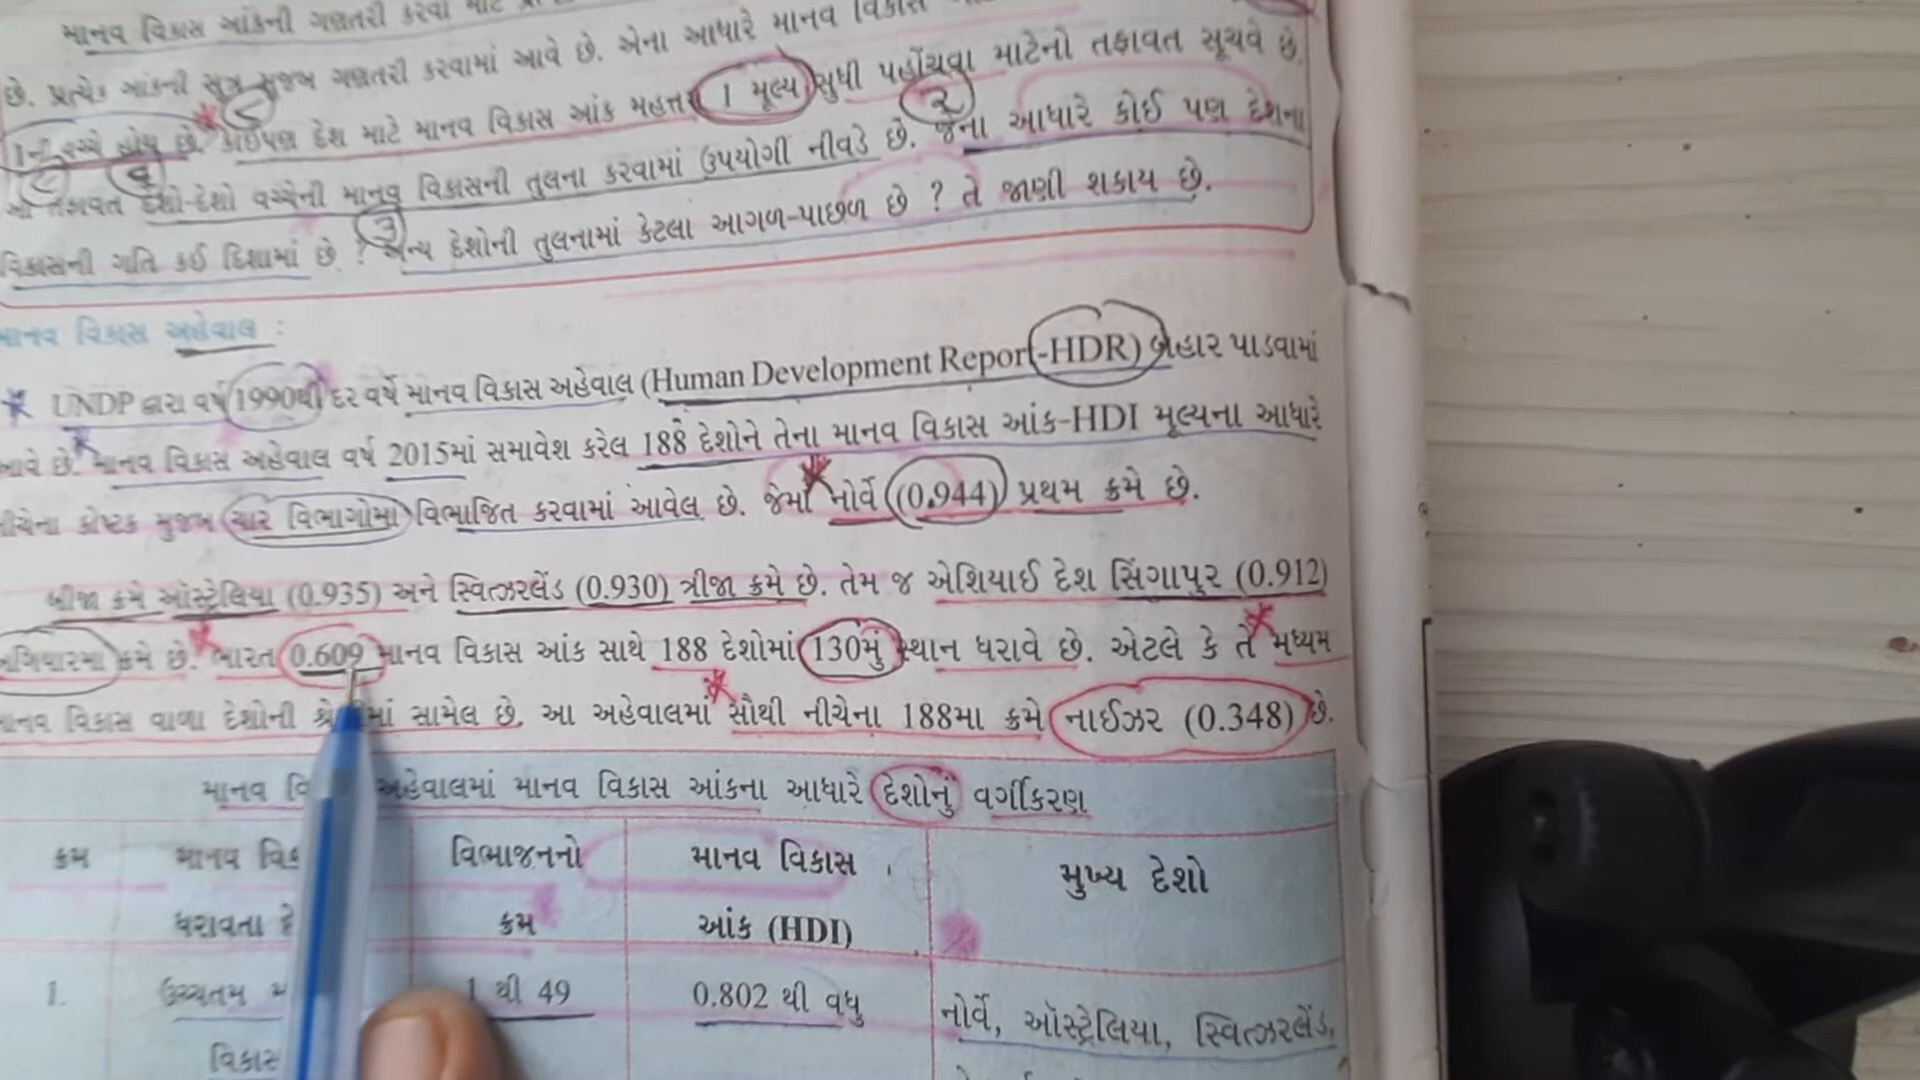 માનવ વિકાસ આંકની ગણતરી કરવા માટે
છે. પ્રત્યેક આંકની સૂત્ર મુજબ ગણતરી કરવામાં આવે છે. એના આધારે માનવ વિકાસ
1ની વચ્ચે હોય છે. કોઈપણ દેશ માટે માનવ વિકાસ આંક મહત્તમ 1 મૂલ્ય સુધી પહોંચવા માટેનો તફાવત સૂચવે છે.
આ તફાવત દેશો-દેશો વચ્ચેની માનવ વિકાસની તુલના કરવામાં ઉપયોગી નીવડે છે. જેના આધારે કોઈ પણ દેશના
વિકાસની ગતિ કઈ દિશામાં છે ? અન્ય દેશોની તુલનામાં કેટલા આગળ-પાછળ છે ? તે જાણી શકાય છે.
માનવ વિકાસ અહેવાલ :
UNDP દ્વારા વર્ષ 1990થી દર વર્ષે માનવ વિકાસ અહેવાલ (Human Development Report-HDR) બહાર પાડવામાં
આવે છે. માનવ વિકાસ અહેવાલ વર્ષ 2015માં સમાવેશ કરેલ 188 દેશોને તેના માનવ વિકાસ આંક-HDI મૂલ્યના આધારે
નીચેના કોષ્ટક મુજબ ચાર વિભાગોમાં વિભાજિત કરવામાં આવેલ છે. જેમાં નોર્વે (0.944) પ્રથમ ક્રમે છે.
બીજા ક્રમે ઑસ્ટ્રેલિયા (0.935) અને સ્વિત્ઝરલેંડ (0.930) ત્રીજા ક્રમે છે. તેમ જ એશિયાઈ દેશ સિંગાપુર (0.912)
અગિયારમા ક્રમે છે. ભારત 0.609 માનવ વિકાસ આંક સાથે 188 દેશોમાં 130મું સ્થાન ધરાવે છે. એટલે કે તે મધ્યમ
માનવ વિકાસ વાળા દેશોની શ્રેણીમાં સામેલ છે. આ અહેવાલમાં સૌથી નીચેના 188મા ક્રમે નાઈઝર (0.348) છે.
માનવ વિ અહેવાલમાં માનવ વિકાસ આંકના આધારે દેશોનું વર્ગીકરણ
ક્રમ માનવ વિક વિભાજનનો માનવ વિકાસ મુખ્ય દેશો
ધરાવતા દે ક્રમ આંક (HDI)
1. ઉચ્ચતમ મ 1 થી 49 0.802 થી વધુ નોર્વે, ઑસ્ટ્રેલિયા, સ્વિત્ઝરલેંડ,
વિકાસ